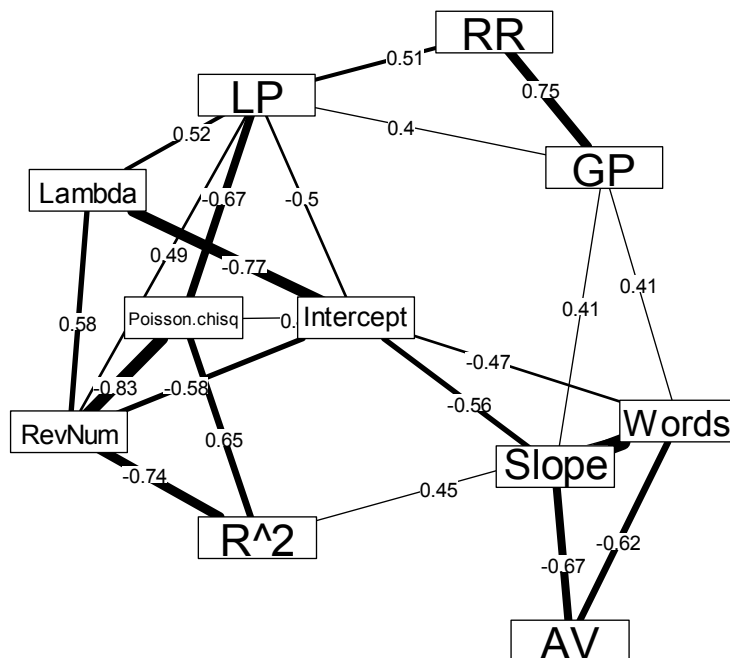 RR
0.51
LP
0.75
0.4
GP
0.52
Lambda
-0.67
-0.5
0.49
-0.77
0.41
0.41
Poisson.chisq
Intercept
0.58
-0.47
-0.83
-0.58
-0.56
Words
RevNum
0.65
Slope
-0.74
0.45
R^2
-0.62
-0.67
AV